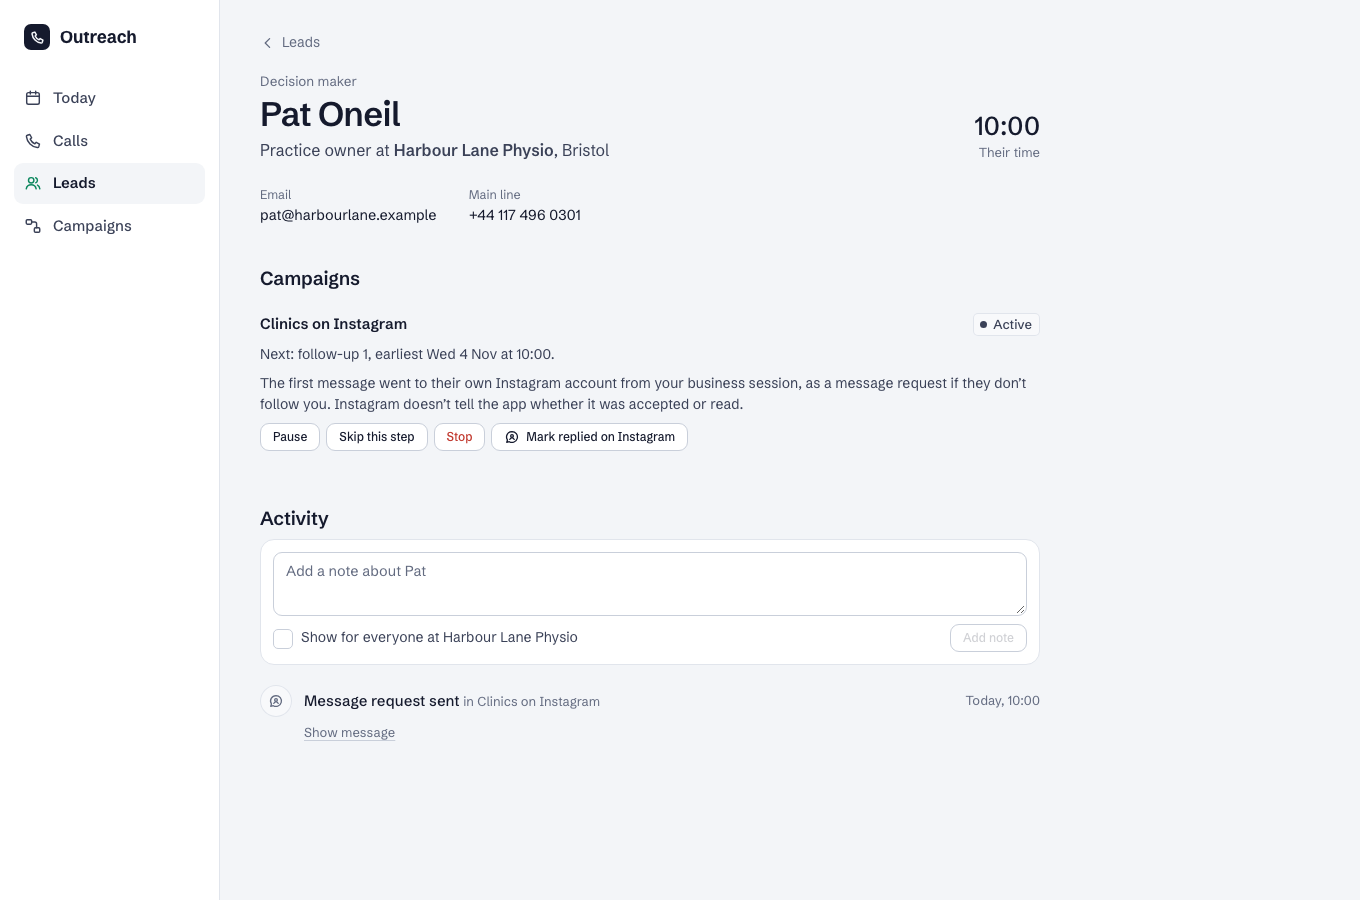 Outreach
Today
Calls
Leads
Campaigns
Leads
Decision maker
Pat Oneil
Practice owner at Harbour Lane Physio, Bristol
10:00
Their time
Email
pat@harbourlane.example
Main line
+44 117 496 0301
Campaigns
Clinics on Instagram
Active
Next: follow-up 1, earliest Wed 4 Nov at 10:00.
The first message went to their own Instagram account from your business session, as a message request if they don’t
follow you. Instagram doesn’t tell the app whether it was accepted or read.
Pause
Skip this step
Stop
Mark replied on Instagram
Activity
Add a note about Pat
Show for everyone at Harbour Lane Physio
Add note
Message request sent in Clinics on Instagram
Today, 10:00
Show message